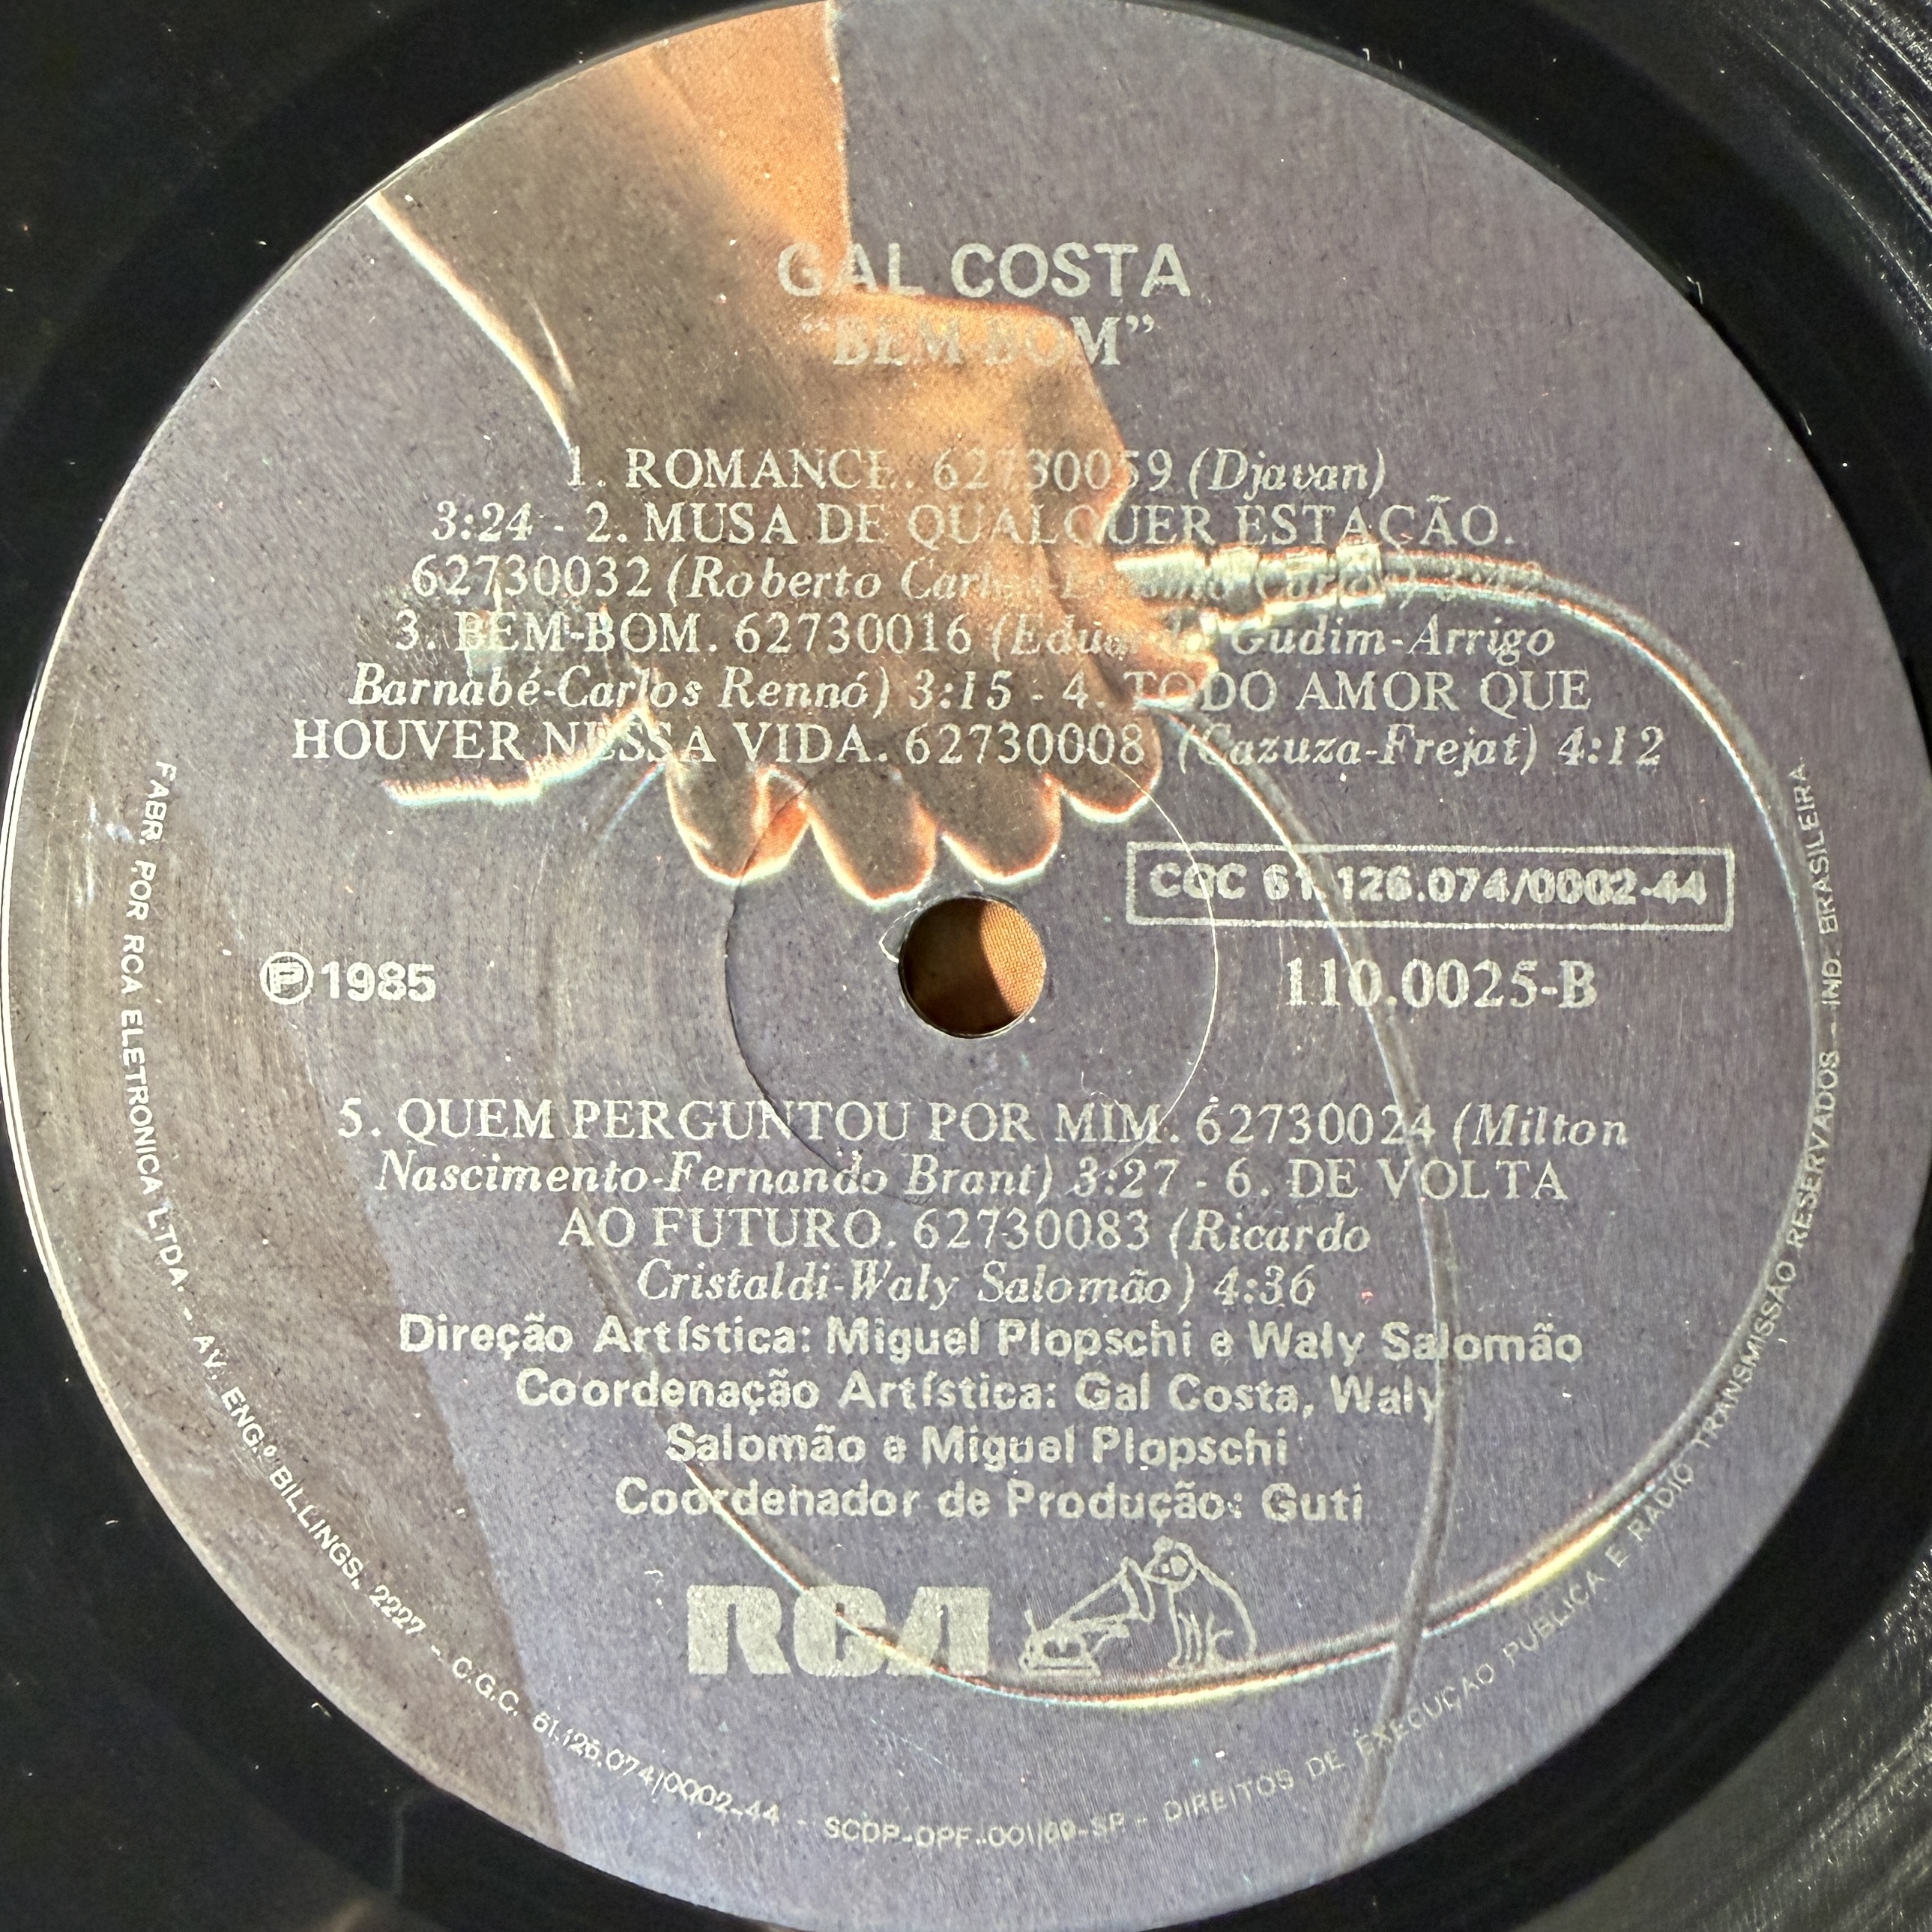 GAL COSTA
“BEM-BOM”
1. ROMANCE. 62730059 (Djavan)
3:24 - 2. MUSA DE QUALQUER ESTAÇÃO.
62730032 (Roberto Carlos-Erasmo Carlos)
3. BEM-BOM. 62730016 (Eduardo Gudim-Arrigo
Barnabé-Carlos Rennó) 3:15 - 4. TODO AMOR QUE
HOUVER NESSA VIDA. 62730008 (Cazuza-Frejat) 4:12
CGC 61.126.074/0002-44
Ⓟ1985
110.0025-B
5. QUEM PERGUNTOU POR MIM. 62730024 (Milton
Nascimento-Fernando Brant) 3:27 - 6. DE VOLTA
AO FUTURO. 62730083 (Ricardo
Cristaldi-Waly Salomão) 4:36
Direção Artística: Miguel Plopschi e Waly Salomão
Coordenação Artística: Gal Costa, Waly
Salomão e Miguel Plopschi
Coordenador de Produção: Guti
RCA
FABR. POR RCA ELETRONICA LTDA. - AV. ENG.º BILLINGS, 2227 - C.G.C. 61.126.074/0002-44 - SCDP-DPF-001/69-SP - DIREITOS DE EXECUÇÃO PUBLICA E RADIO TRANSMISSÃO RESERVADOS - IND. BRASILEIRA